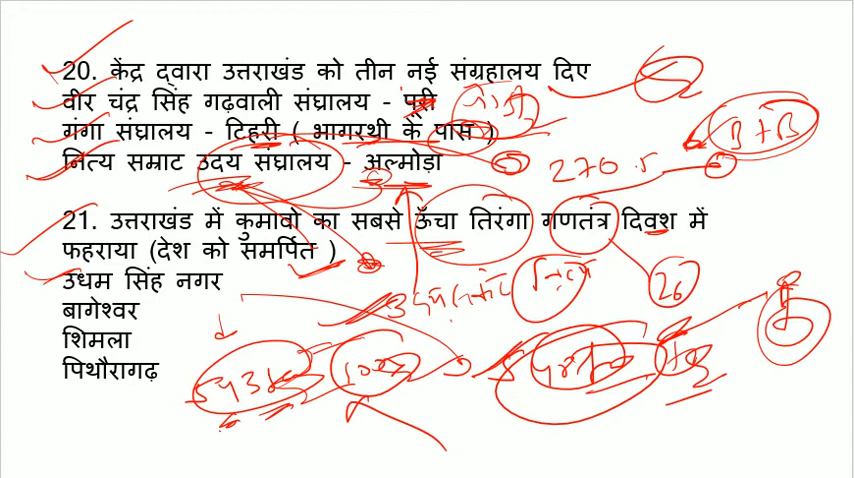 20. केंद्र द्वारा उत्तराखंड को तीन नई संग्रहालय दिए
वीर चंद्र सिंह गढ़वाली संघ्रालय - पूरी
गंगा संघ्रालय - टिहरी ( भागरथी के पास )
नित्य सम्राट उदय संघ्रालय - अल्मोड़ा
B + B
270.5
21. उत्तराखंड में कुमावो का सबसे ऊँचा तिरंगा गणतंत्र दिवश में
फहराया (देश को समर्पित )
उधम सिंह नगर
26
बागेश्वर
शिमला
पिथौरागढ़